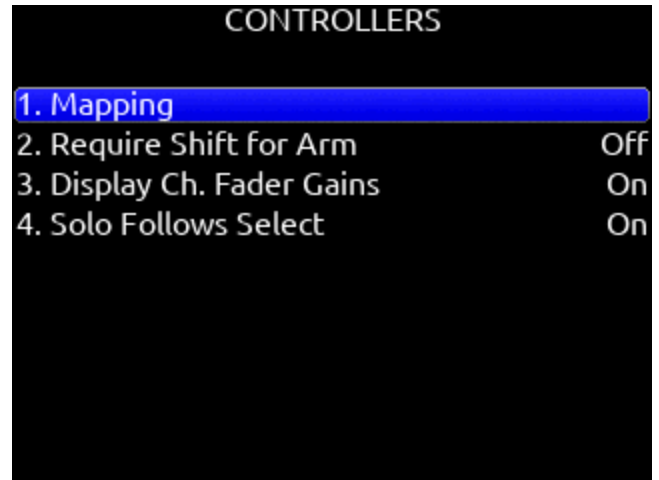 CONTROLLERS
1. Mapping
2. Require Shift for Arm Off
3. Display Ch. Fader Gains On
4. Solo Follows Select On